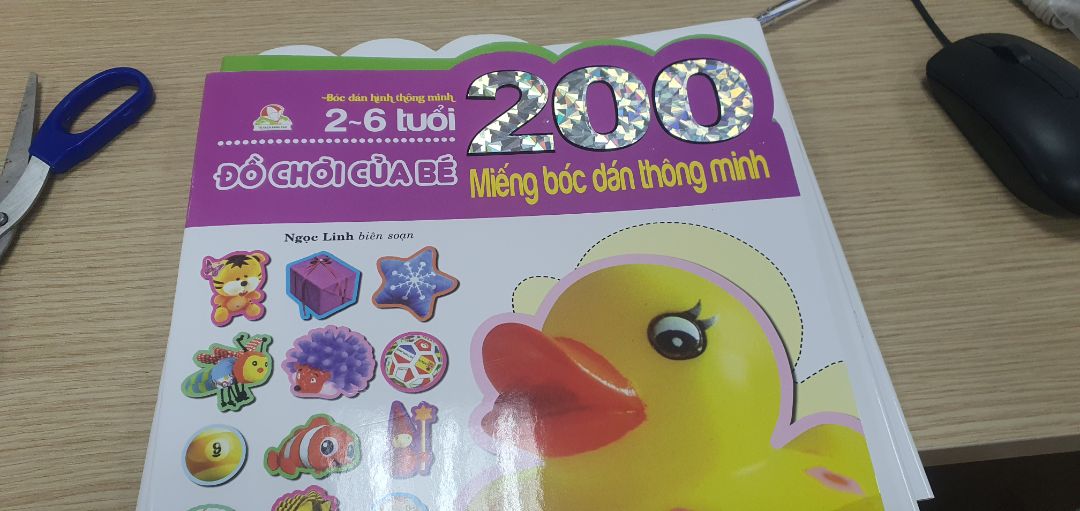 Bóc dán hình thông minh
2~6 tuổi
ĐỒ CHƠI CỦA BÉ
200
Miếng bóc dán thông minh
Ngọc Linh biên soạn
9